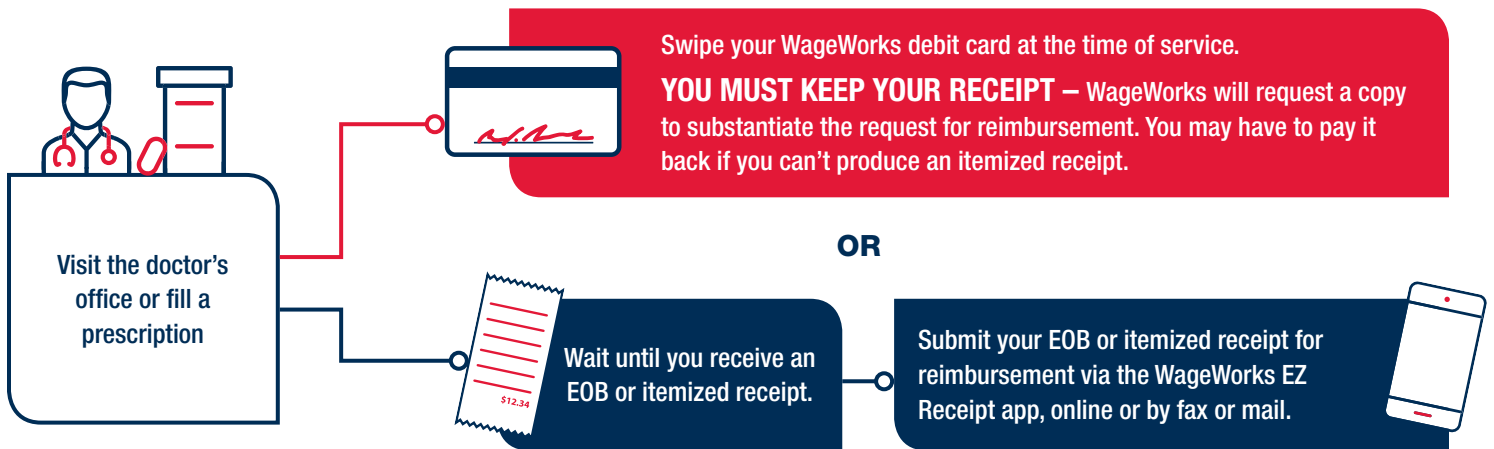 Visit the doctor's
office or fill a
prescription
Swipe your WageWorks debit card at the time of service.
YOU MUST KEEP YOUR RECEIPT – WageWorks will request a copy
to substantiate the request for reimbursement. You may have to pay it
back if you can't produce an itemized receipt.
OR
$12.34
Wait until you receive an
EOB or itemized receipt.
Submit your EOB or itemized receipt for
reimbursement via the WageWorks EZ
Receipt app, online or by fax or mail.